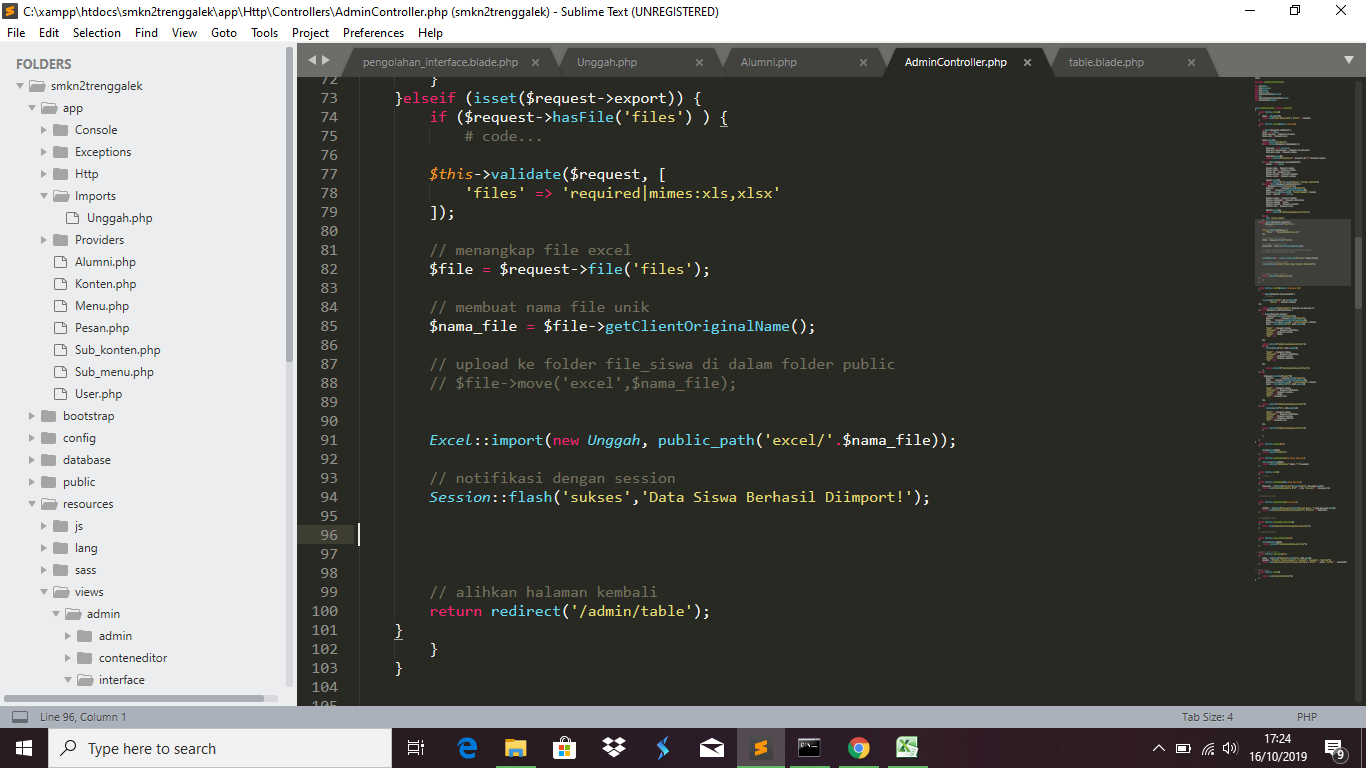 C:\xampp\htdocs\smkn2trenggalek\app\Http\Controllers\AdminController.php (smkn2trenggalek) - Sublime Text (UNREGISTERED)
File Edit Selection Find View Goto Tools Project Preferences Help
FOLDERS
smkn2trenggalek
app
Console
Exceptions
Http
Imports
Unggah.php
Providers
Alumni.php
Konten.php
Menu.php
Pesan.php
Sub_konten.php
Sub_menu.php
User.php
bootstrap
config
database
public
resources
js
lang
sass
views
admin
admin
conteneditor
interface
pengolahan_interface.blade.php Unggah.php Alumni.php AdminController.php table.blade.php
72 }
73 }elseif (isset($request->export)) {
74 if ($request->hasFile('files') ) {
75 # code...
76
77 $this->validate($request, [
78 'files' => 'required|mimes:xls,xlsx'
79 ]);
80
81 // menangkap file excel
82 $file = $request->file('files');
83
84 // membuat nama file unik
85 $nama_file = $file->getClientOriginalName();
86
87 // upload ke folder file_siswa di dalam folder public
88 // $file->move('excel',$nama_file);
89
90
91 Excel::import(new Unggah, public_path('excel/'.$nama_file));
92
93 // notifikasi dengan session
94 Session::flash('sukses','Data Siswa Berhasil Diimport!');
95
96
97
98
99 // alihkan halaman kembali
100 return redirect('/admin/table');
101 }
102 }
103 }
104
105
Line 96, Column 1 Tab Size: 4 PHP
Type here to search
17:24
16/10/2019
9